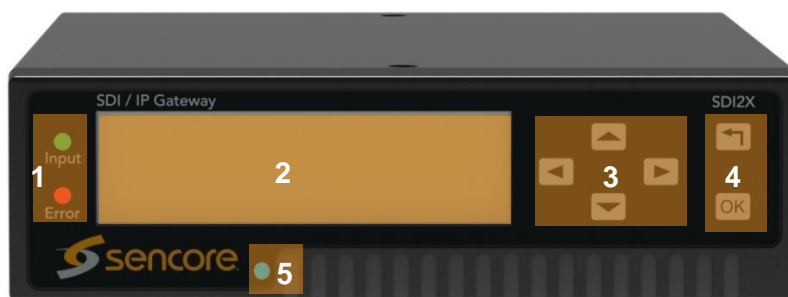 SDI / IP Gateway
SDI2X
Input
1
2
3
4
Error
OK
sencore
5